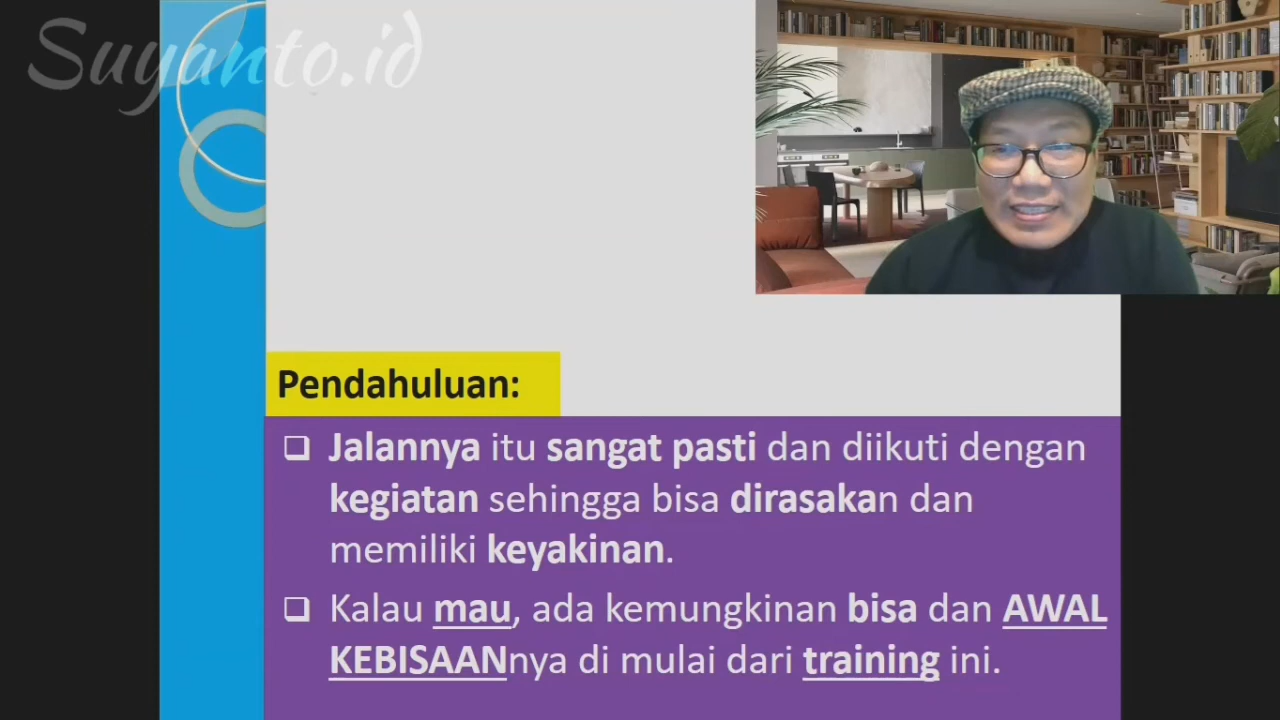 Suyanto.id
Pendahuluan:
❑ Jalannya itu sangat pasti dan diikuti dengan
kegiatan sehingga bisa dirasakan dan
memiliki keyakinan.
❑ Kalau mau, ada kemungkinan bisa dan AWAL
KEBISAANnya di mulai dari training ini.